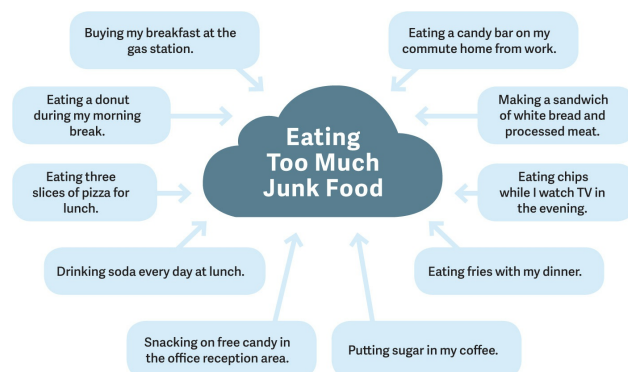 Buying my breakfast at the
gas station.
Eating a candy bar on my
commute home from work.
Eating a donut
during my morning
break.
Making a sandwich
of white bread and
processed meat.
Eating
Too Much
Junk Food
Eating three
slices of pizza for
lunch.
Eating chips
while I watch TV in
the evening.
Drinking soda every day at lunch.
Eating fries with my dinner.
Snacking on free candy in
the office reception area.
Putting sugar in my coffee.